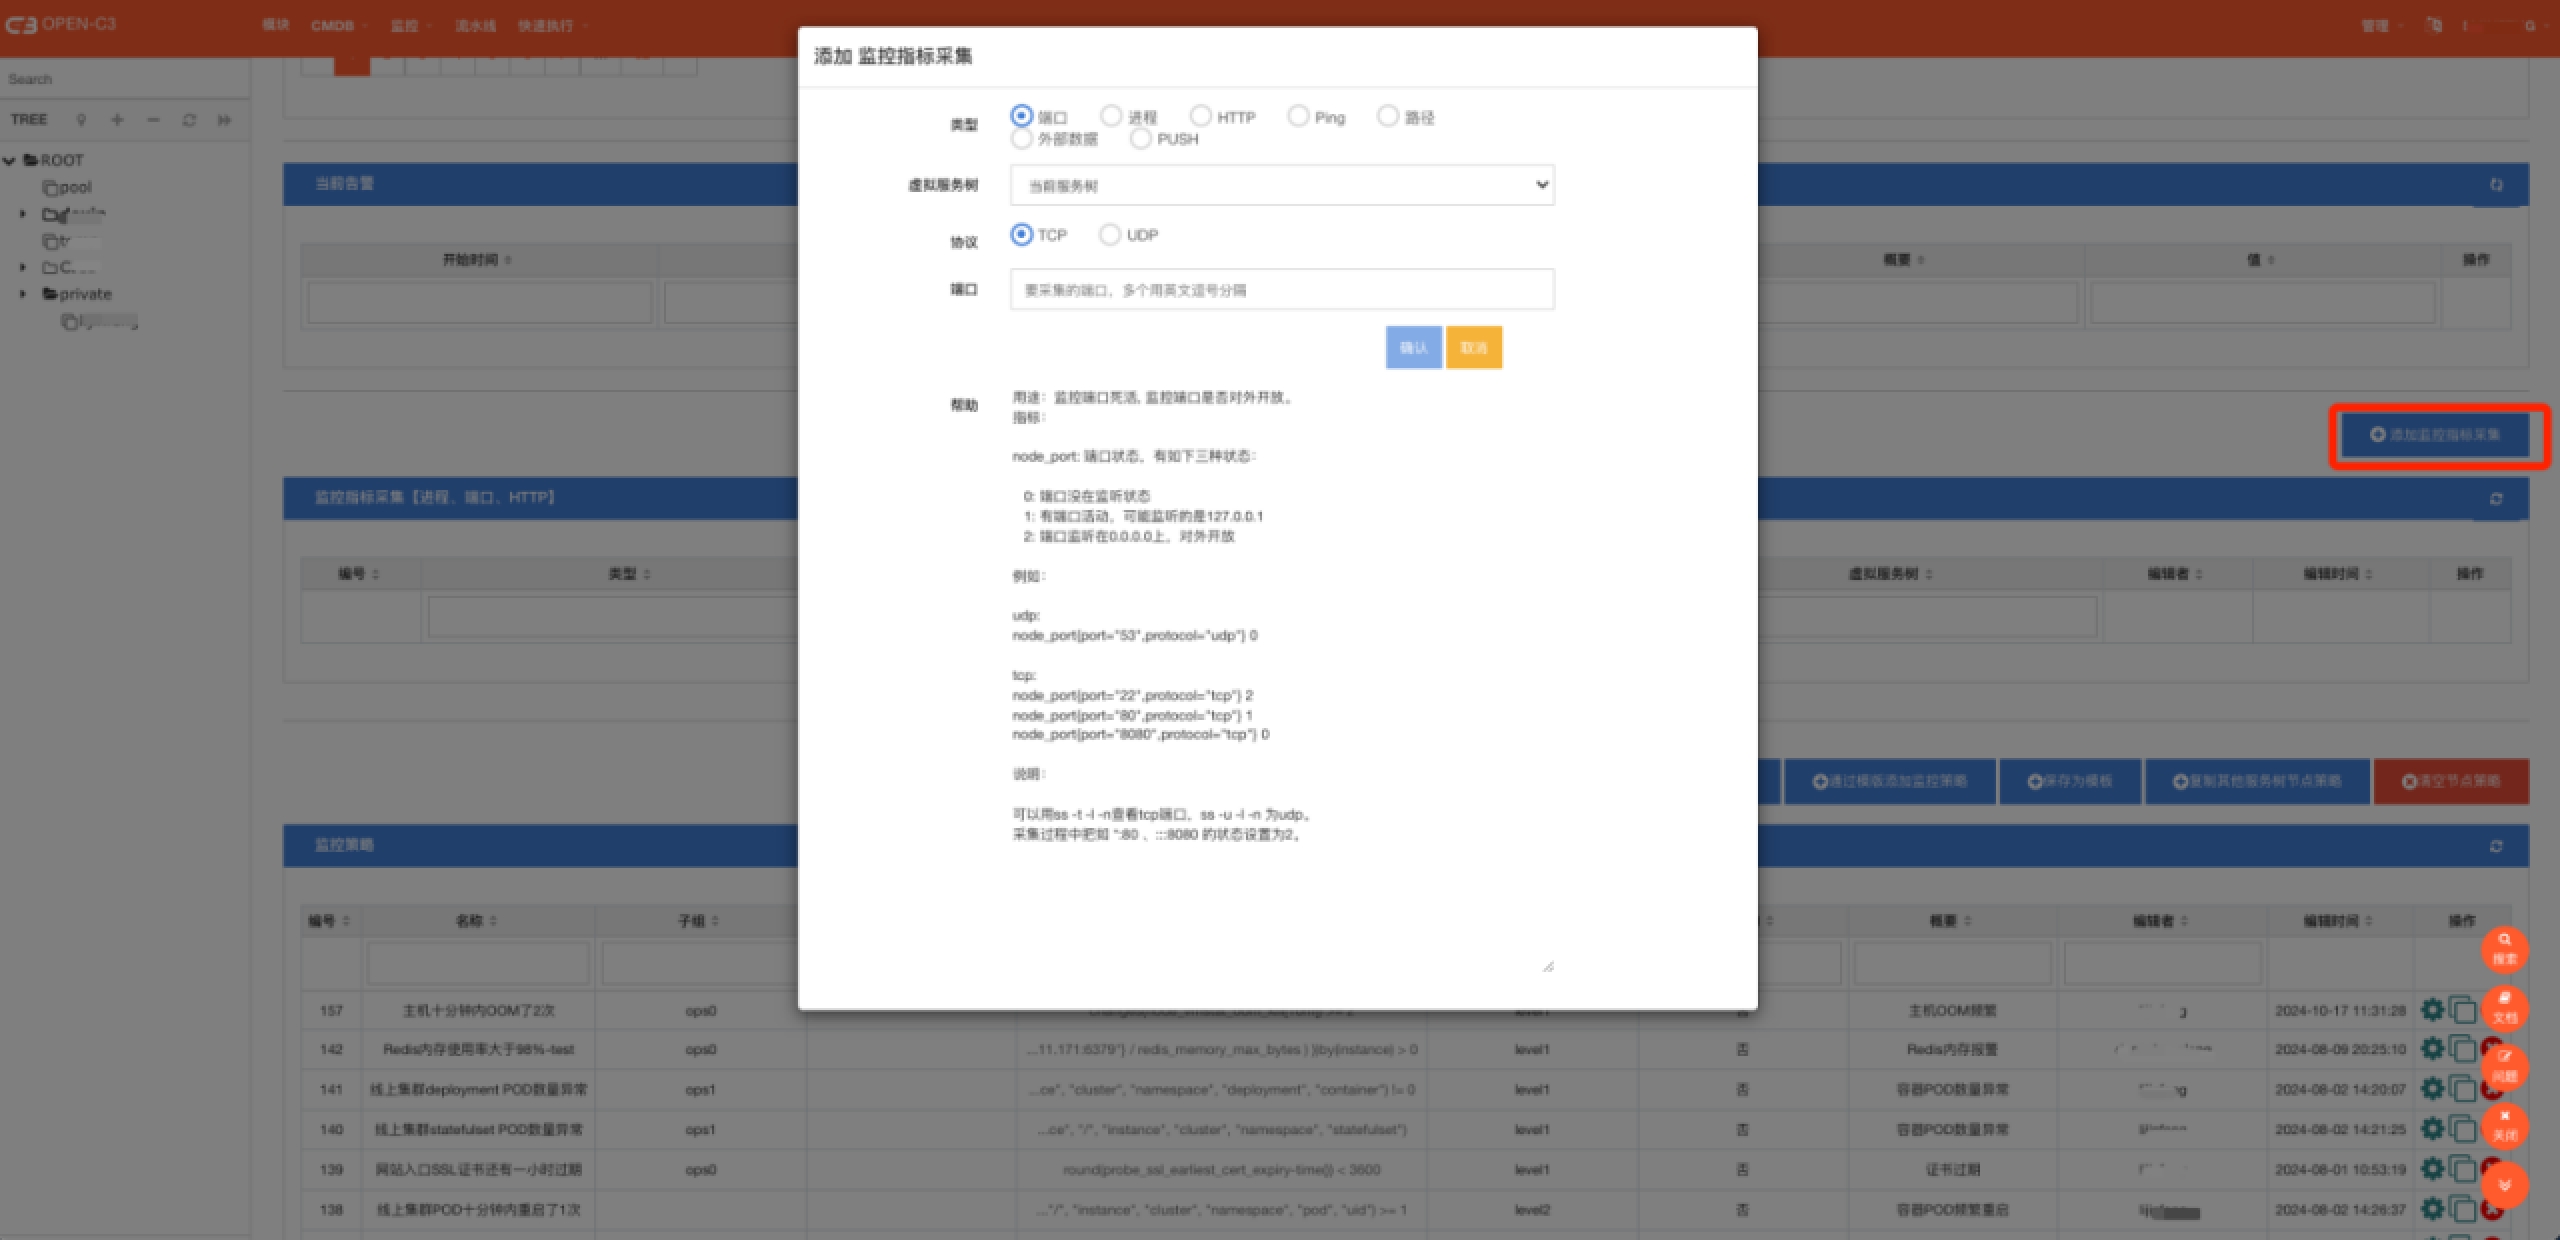 OPEN-C3
模块 CMDB 监控 流水线 快速执行
管理
Search
TREE
ROOT
pool
private
当前告警
开始时间
概要 值 操作
添加监控指标采集
监控指标采集【进程、端口、HTTP】
编号 类型
虚拟服务树 编辑者 编辑时间 操作
通过模版添加监控策略 保存为模板 复制其他服务树节点策略 清空节点策略
监控策略
编号 名称 子组
概要 编辑者 编辑时间 操作
157 主机十分钟内OOM了2次 ops0 否 主机OOM频繁 2024-10-17 11:31:28
142 Redis内存使用率大于98%-test ops0 ...11.171:6379"} / redis_memory_max_bytes ) )by(instance) > 0 level1 否 Redis内存报警 2024-08-09 20:25:10
141 线上集群deployment POD数量异常 ops1 ...ce", "cluster", "namespace", "deployment", "container") != 0 level1 否 容器POD数量异常 2024-08-02 14:20:07
140 线上集群statefulset POD数量异常 ops1 ...ce", "/", "instance", "cluster", "namespace", "statefulset") level1 否 容器POD数量异常 2024-08-02 14:21:25
139 网站入口SSL证书还有一小时过期 ops0 round(probe_ssl_earliest_cert_expiry-time()) < 3600 level1 否 证书过期 2024-08-01 10:53:19
138 线上集群POD十分钟内重启了1次 ..."/", "instance", "cluster", "namespace", "pod", "uid") >= 1 level2 否 容器POD频繁重启 2024-08-02 14:26:37
搜索
文档
问题
关闭
添加 监控指标采集
类型 端口 进程 HTTP Ping 路径
外部数据 PUSH
虚拟服务树 当前服务树
协议 TCP UDP
端口 要采集的端口，多个用英文逗号分隔
确认 取消
帮助
用途：监控端口死活, 监控端口是否对外开放。
指标：
node_port: 端口状态，有如下三种状态：
0: 端口没在监听状态
1: 有端口活动，可能监听的是127.0.0.1
2: 端口监听在0.0.0.0上，对外开放
例如：
udp:
node_port{port="53",protocol="udp"} 0
tcp:
node_port{port="22",protocol="tcp"} 2
node_port{port="80",protocol="tcp"} 1
node_port{port="8080",protocol="tcp"} 0
说明：
可以用ss -t -l -n查看tcp端口，ss -u -l -n 为udp。
采集过程中把如 *:80 、:::8080 的状态设置为2。